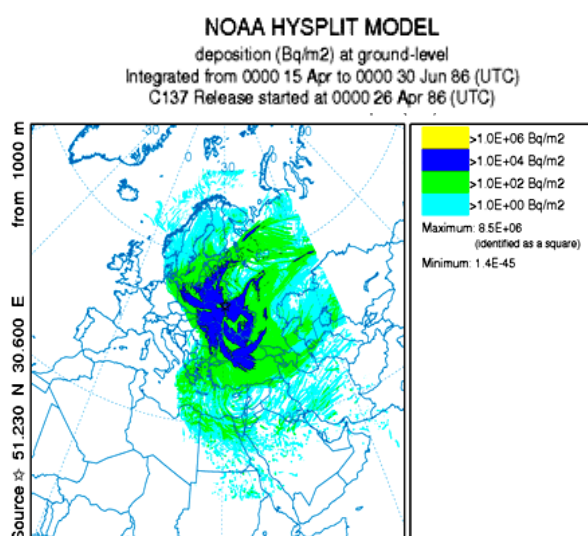 NOAA HYSPLIT MODEL
deposition (Bq/m2) at ground-level
Integrated from 0000 15 Apr to 0000 30 Jun 86 (UTC)
C137 Release started at 0000 26 Apr 86 (UTC)
Source ☆ 51.230 N 30.600 E from 1000 m
-30
0
30
>1.0E+06 Bq/m2
>1.0E+04 Bq/m2
>1.0E+02 Bq/m2
>1.0E+00 Bq/m2
Maximum: 8.5E+06
(identified as a square)
Minimum: 1.4E-45